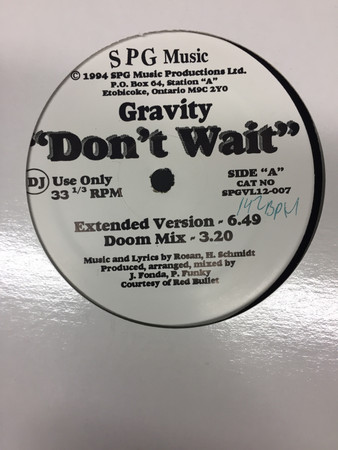 SPG Music
© 1994 SPG Music Productions Ltd.
P.O. Box 64, Station "A"
Etobicoke, Ontario M9C 2Y0
Gravity
"Don't Wait"
DJ Use Only
33 1/3 RPM
SIDE "A"
CAT NO
SPGVL12-007
142 BPM
Extended Version - 6.49
Doom Mix - 3.20
Music and Lyrics by Rosan, H. Schmidt
Produced, arranged, mixed by
J. Fonda, P. Funky
Courtesy of Red Bullet